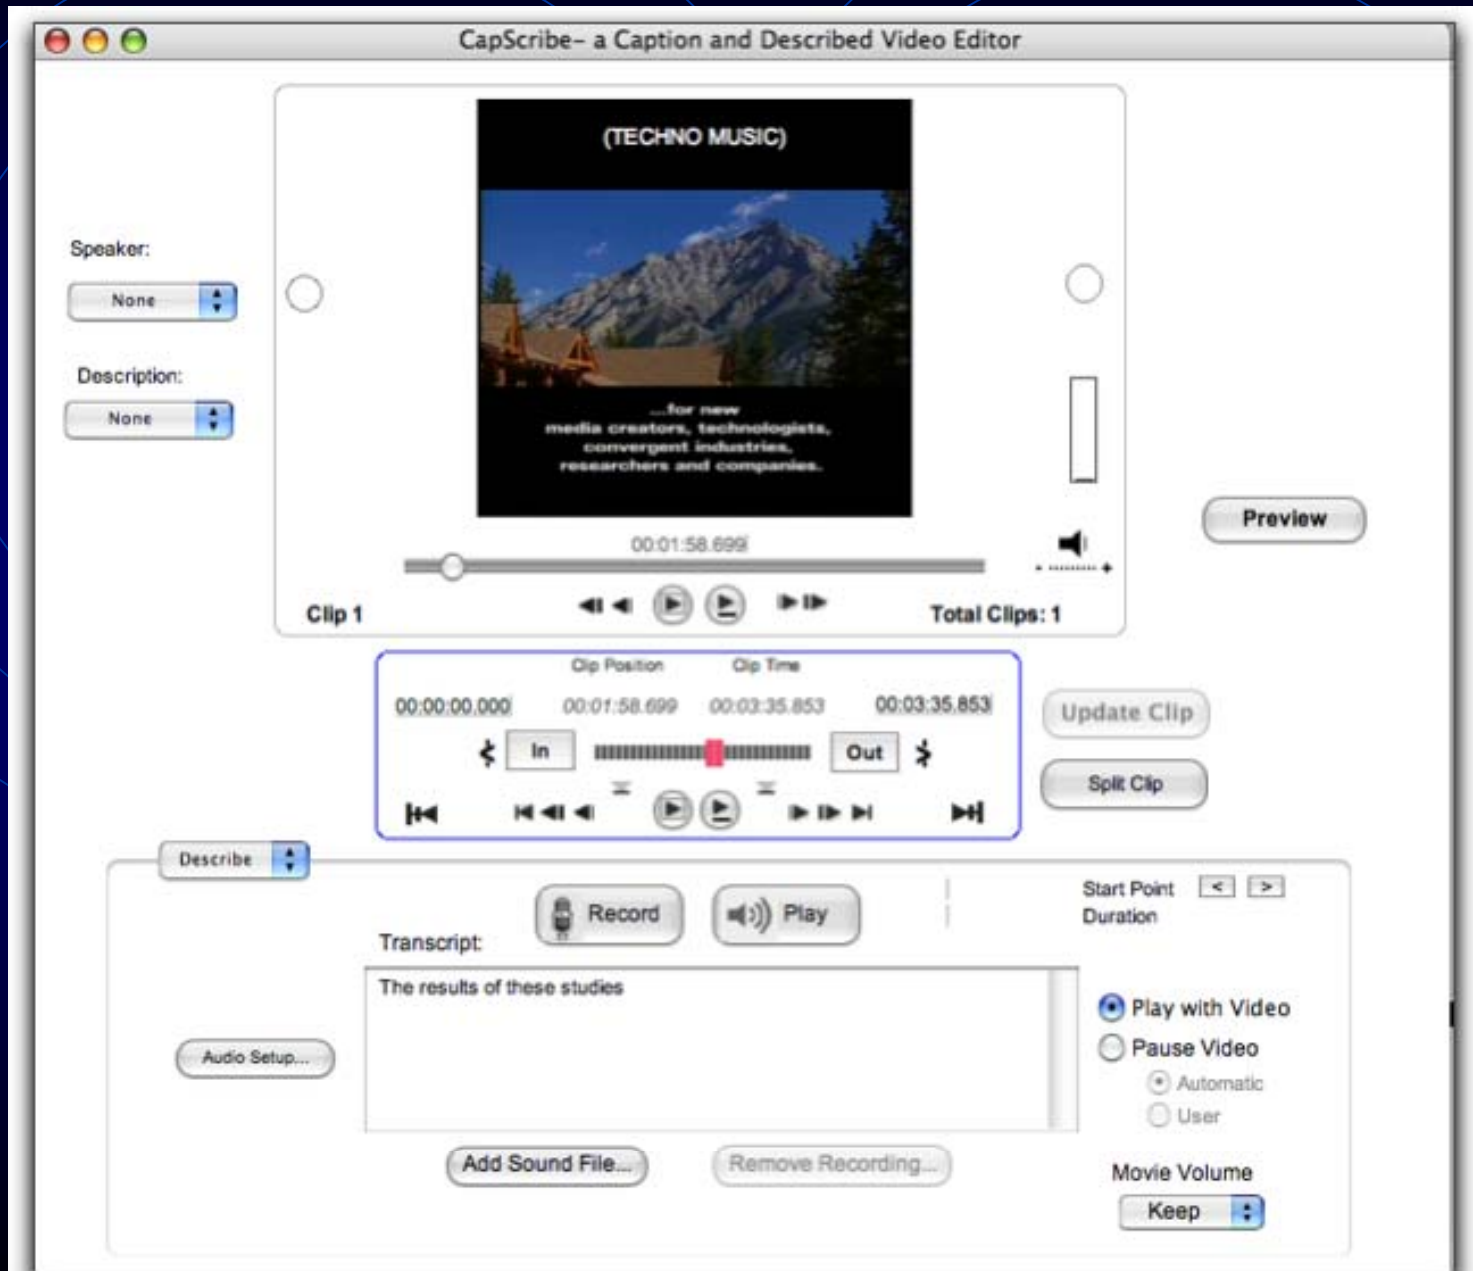 CapScribe- a Caption and Described Video Editor
(TECHNO MUSIC)
Speaker:
None
Description:
None
...for new
media creators, technologists,
convergent industries,
researchers and companies.
Preview
00:01:58.699
- +
Clip 1
Total Clips: 1
Clip Position Clip Time
00:00:00.000 00:01:58.699 00:03:35.853 00:03:35.853
Update Clip
In Out
Split Clip
Describe
Start Point < >
Record Play
Duration
Transcript:
The results of these studies
Play with Video
Pause Video
Audio Setup...
Automatic
User
Add Sound File... Remove Recording...
Movie Volume
Keep